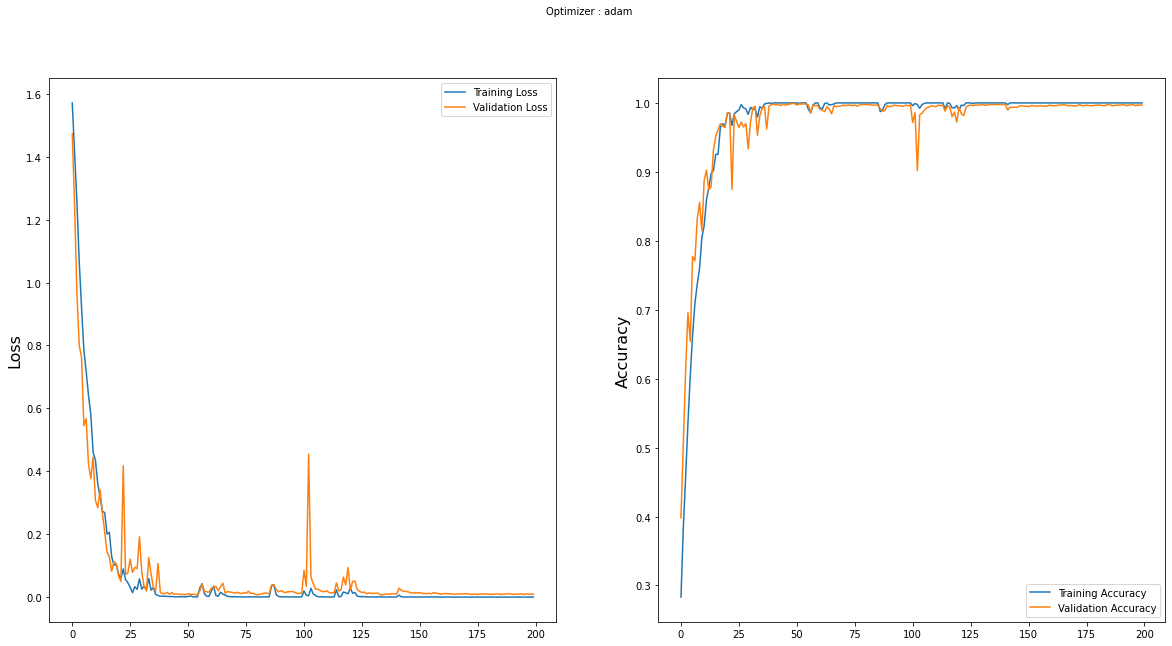 Optimizer : adam
Loss
1.6
1.4
1.2
1.0
0.8
0.6
0.4
0.2
0.0
0 25 50 75 100 125 150 175 200
Training Loss
Validation Loss
Accuracy
1.0
0.9
0.8
0.7
0.6
0.5
0.4
0.3
0 25 50 75 100 125 150 175 200
Training Accuracy
Validation Accuracy